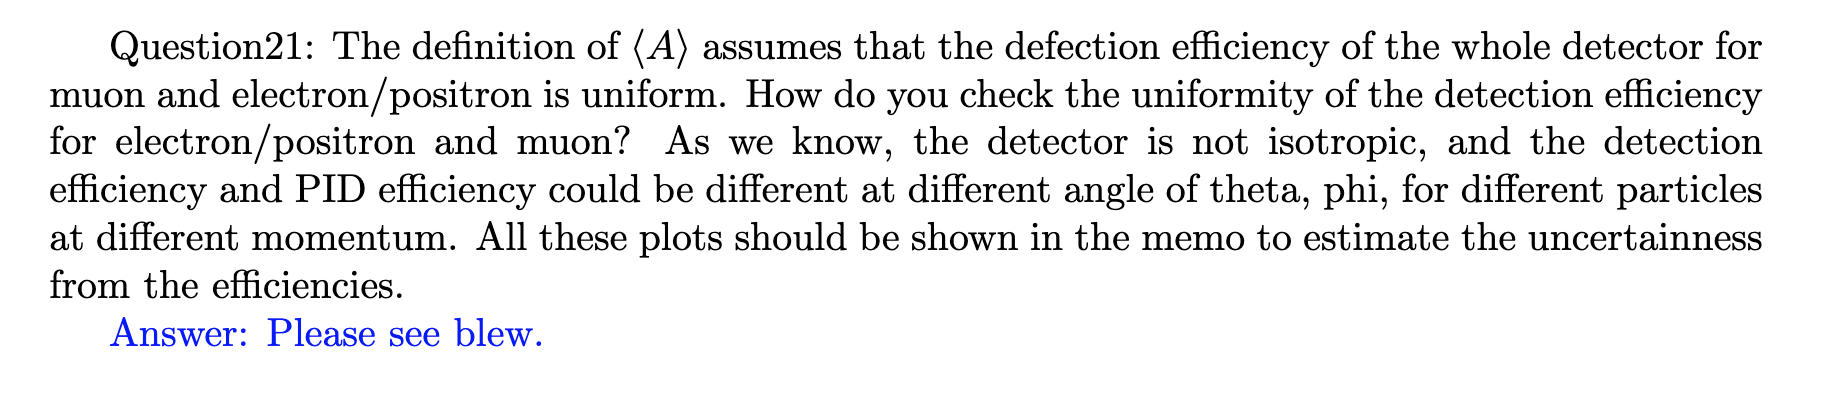 Question21: The definition of ⟨A⟩ assumes that the defection efficiency of the whole detector for
muon and electron/positron is uniform. How do you check the uniformity of the detection efficiency
for electron/positron and muon? As we know, the detector is not isotropic, and the detection
efficiency and PID efficiency could be different at different angle of theta, phi, for different particles
at different momentum. All these plots should be shown in the memo to estimate the uncertainness
from the efficiencies.
Answer: Please see blew.